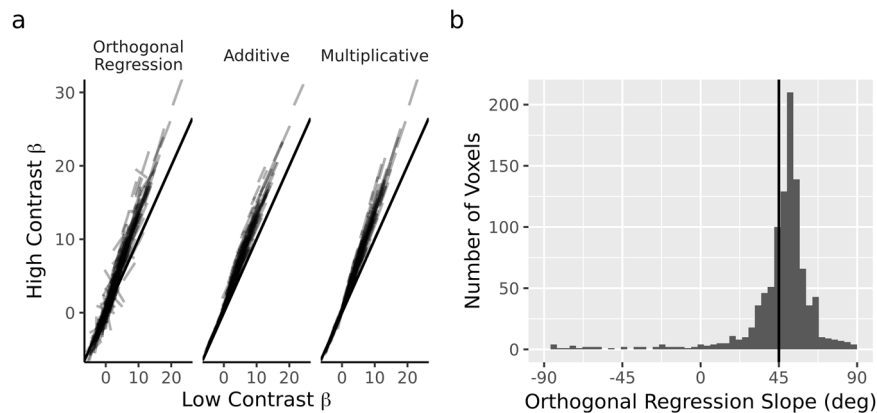 a
Orthogonal
Regression
Additive
Multiplicative
High Contrast β
30
20
10
0
0 10 20
0 10 20
0 10 20
Low Contrast β
b
Number of Voxels
200
150
100
50
0
-90 -45 0 45 90
Orthogonal Regression Slope (deg)